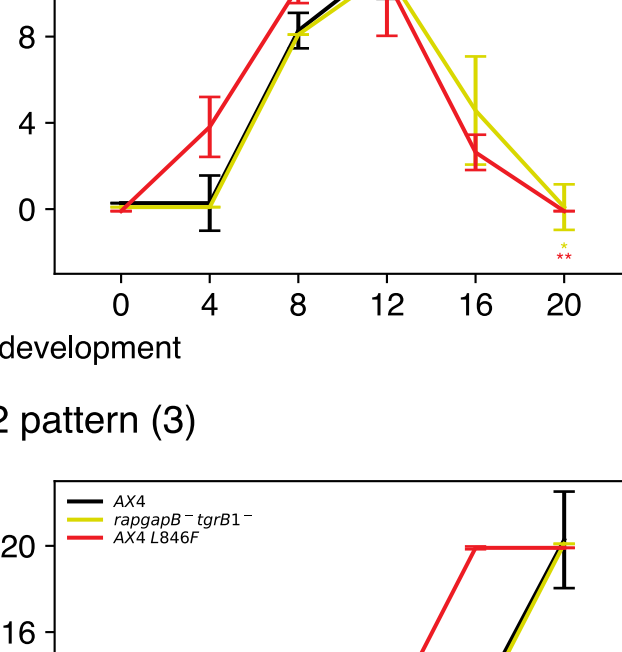 8
4
0
*
**
0 4 8 12 16 20
development
2 pattern (3)
AX4
rapgapB⁻tgrB1⁻
AX4 L846F
20
16